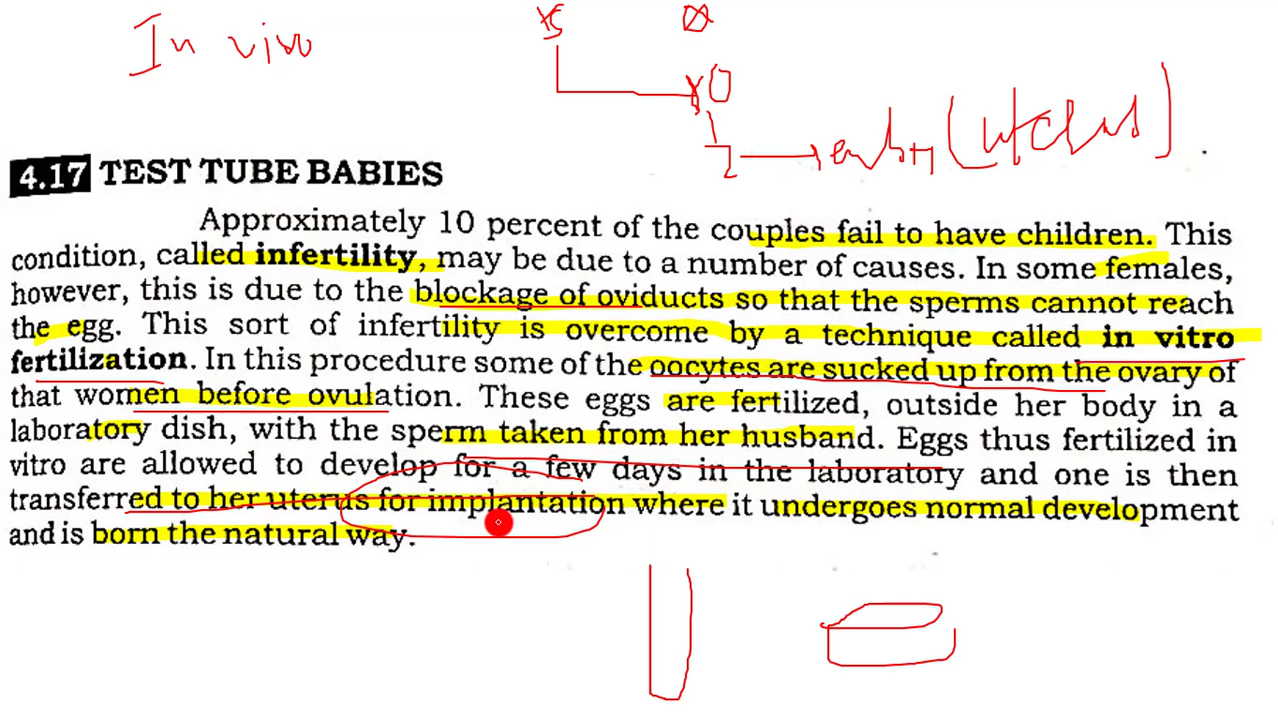 In vivo
4.17 TEST TUBE BABIES
Approximately 10 percent of the couples fail to have children. This
condition, called infertility, may be due to a number of causes. In some females,
however, this is due to the blockage of oviducts so that the sperms cannot reach
the egg. This sort of infertility is overcome by a technique called in vitro
fertilization. In this procedure some of the oocytes are sucked up from the ovary of
that women before ovulation. These eggs are fertilized, outside her body in a
laboratory dish, with the sperm taken from her husband. Eggs thus fertilized in
vitro are allowed to develop for a few days in the laboratory and one is then
transferred to her uterus for implantation where it undergoes normal development
and is born the natural way.